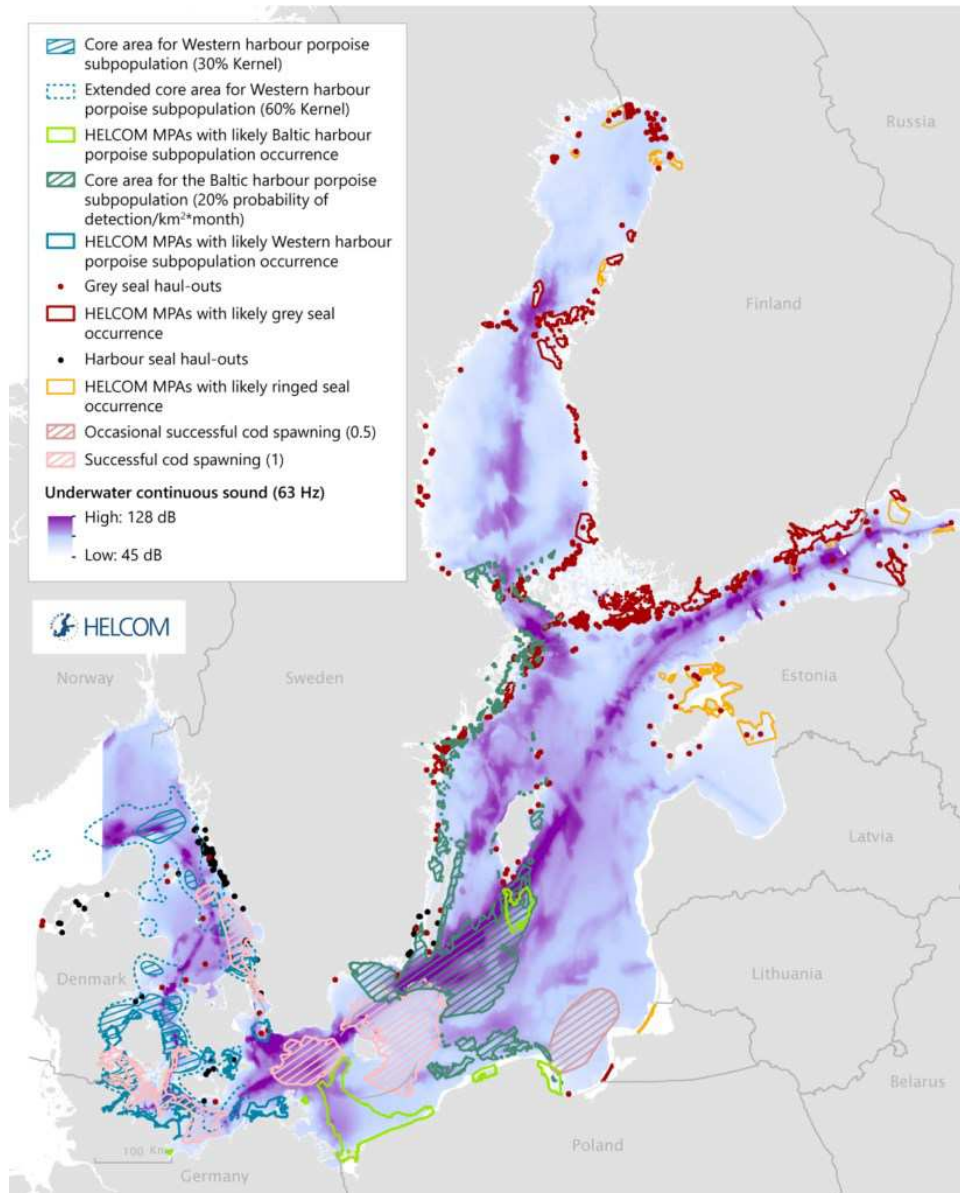 Core area for Western harbour porpoise
subpopulation (30% Kernel)
Extended core area for Western harbour
porpoise subpopulation (60% Kernel)
HELCOM MPAs with likely Baltic harbour
porpoise subpopulation occurrence
Core area for the Baltic harbour porpoise
subpopulation (20% probability of
detection/km²*month)
HELCOM MPAs with likely Western harbour
porpoise subpopulation occurrence
Grey seal haul-outs
HELCOM MPAs with likely grey seal
occurrence
Harbour seal haul-outs
HELCOM MPAs with likely ringed seal
occurrence
Occasional successful cod spawning (0.5)
Successful cod spawning (1)
Underwater continuous sound (63 Hz)
High: 128 dB
Low: 45 dB
HELCOM
Russia
Finland
Norway
Sweden
Estonia
Latvia
Denmark
Lithuania
Belarus
100 Km
Poland
Germany